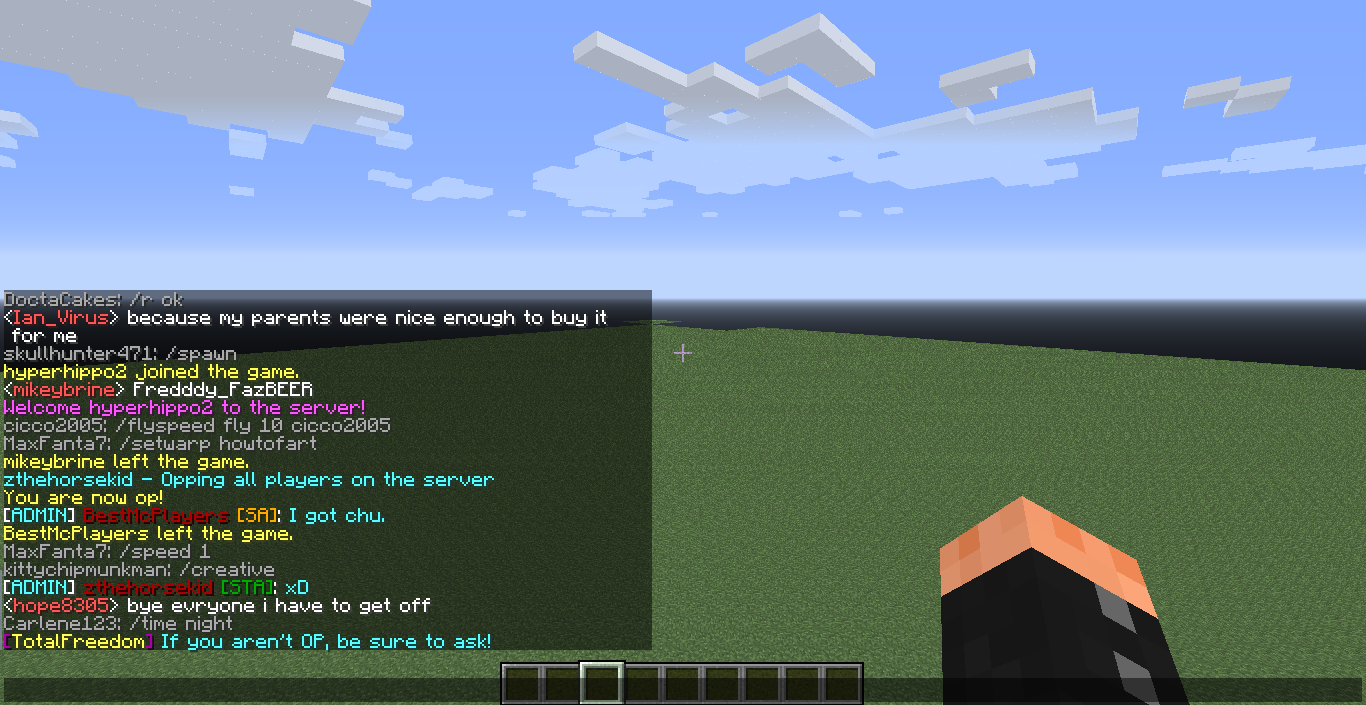 DoctaCakes: /r ok
<Ian_Virus> because my parents were nice enough to buy it
for me
skullhunter471: /spawn
hyperhippo2 joined the game.
<mikeybrine> Fredddy_FazBEER
Welcome hyperhippo2 to the server!
cicco2005: /flyspeed fly 10 cicco2005
MaxFanta7: /setwarp howtofart
mikeybrine left the game.
zthehorsekid - Opping all players on the server
You are now op!
[ADMIN] BestMcPlayers [SA]: I got chu.
BestMcPlayers left the game.
MaxFanta7: /speed 1
kittychipmunkman: /creative
[ADMIN] zthehorsekid [STA]: xD
<hope8305> bye evryone i have to get off
Carlene123: /time night
[TotalFreedom] If you aren't OP, be sure to ask!